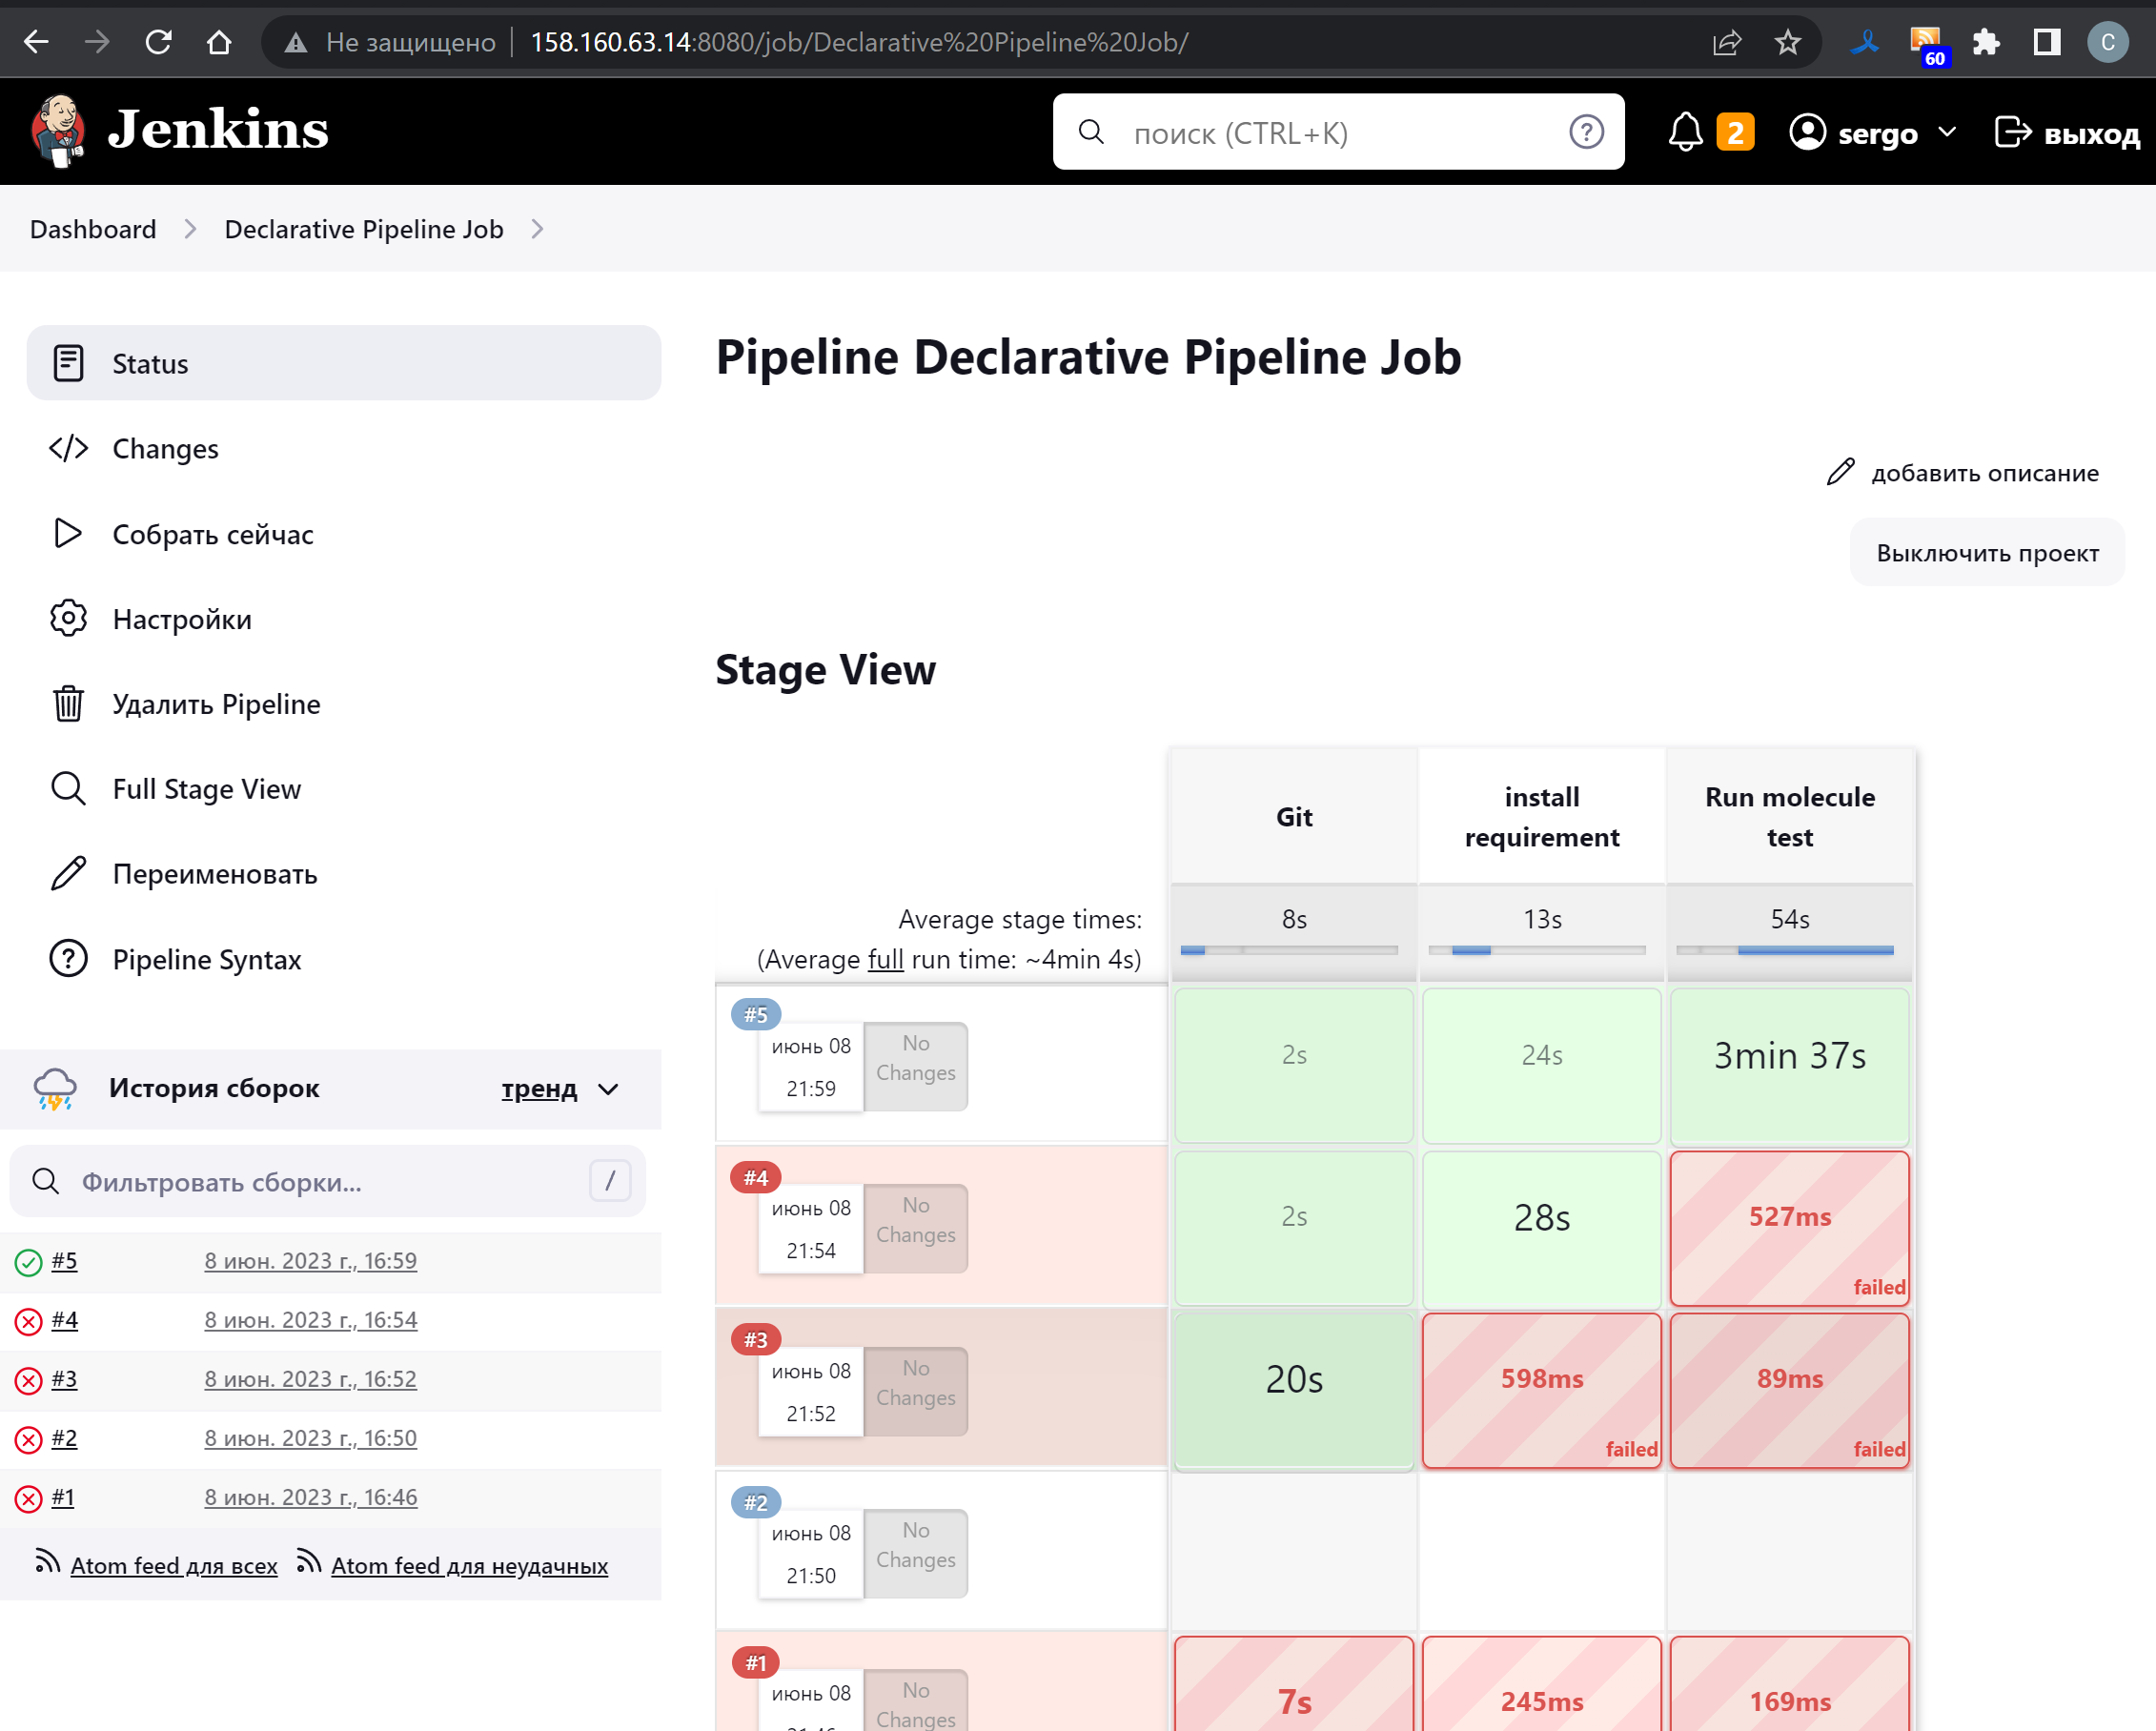 Не защищено 158.160.63.14:8080/job/Declarative%20Pipeline%20Job/
60
C
Jenkins
поиск (CTRL+K)
?
2
sergo
выход
Dashboard
Declarative Pipeline Job
Status
Changes
Собрать сейчас
Настройки
Удалить Pipeline
Full Stage View
Переименовать
Pipeline Syntax
История сборок
тренд
Фильтровать сборки...
/
#5 8 июн. 2023 г., 16:59
#4 8 июн. 2023 г., 16:54
#3 8 июн. 2023 г., 16:52
#2 8 июн. 2023 г., 16:50
#1 8 июн. 2023 г., 16:46
Atom feed для всех
Atom feed для неудачных
Pipeline Declarative Pipeline Job
добавить описание
Выключить проект
Stage View
Git
install
requirement
Run molecule
test
Average stage times:
(Average full run time: ~4min 4s)
8s
13s
54s
#5
июнь 08
21:59
No
Changes
2s
24s
3min 37s
#4
июнь 08
21:54
No
Changes
2s
28s
527ms
failed
#3
июнь 08
21:52
No
Changes
20s
598ms
failed
89ms
failed
#2
июнь 08
21:50
No
Changes
#1
июнь 08
No
Changes
7s
245ms
169ms